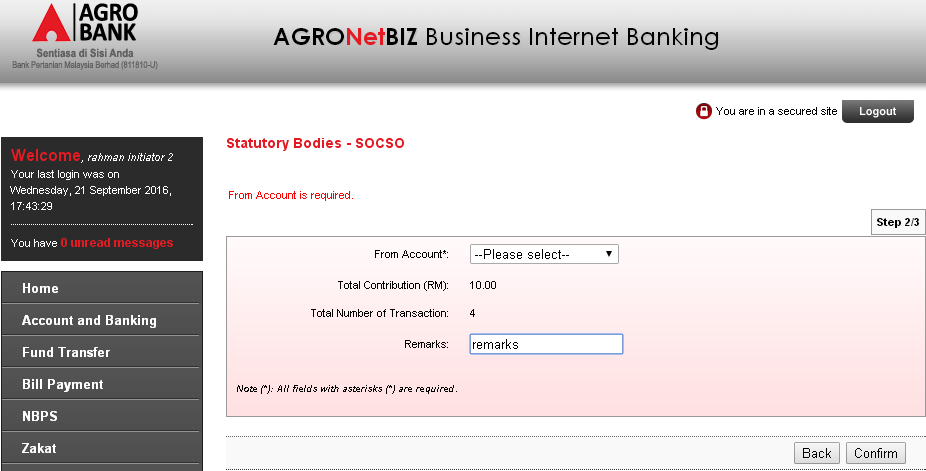 AGRO
BANK
Sentiasa di Sisi Anda
Bank Pertanian Malaysia Berhad (811810-U)
AGRONetBIZ Business Internet Banking
You are in a secured site
Logout
Welcome, rahman initiator 2
Your last login was on
Wednesday, 21 September 2016,
17:43:29
You have 0 unread messages
Home
Account and Banking
Fund Transfer
Bill Payment
NBPS
Zakat
Statutory Bodies - SOCSO
From Account is required.
Step 2/3
From Account*: --Please select--
Total Contribution (RM): 10.00
Total Number of Transaction: 4
Remarks: remarks
Note (*): All fields with asterisks (*) are required.
Back Confirm